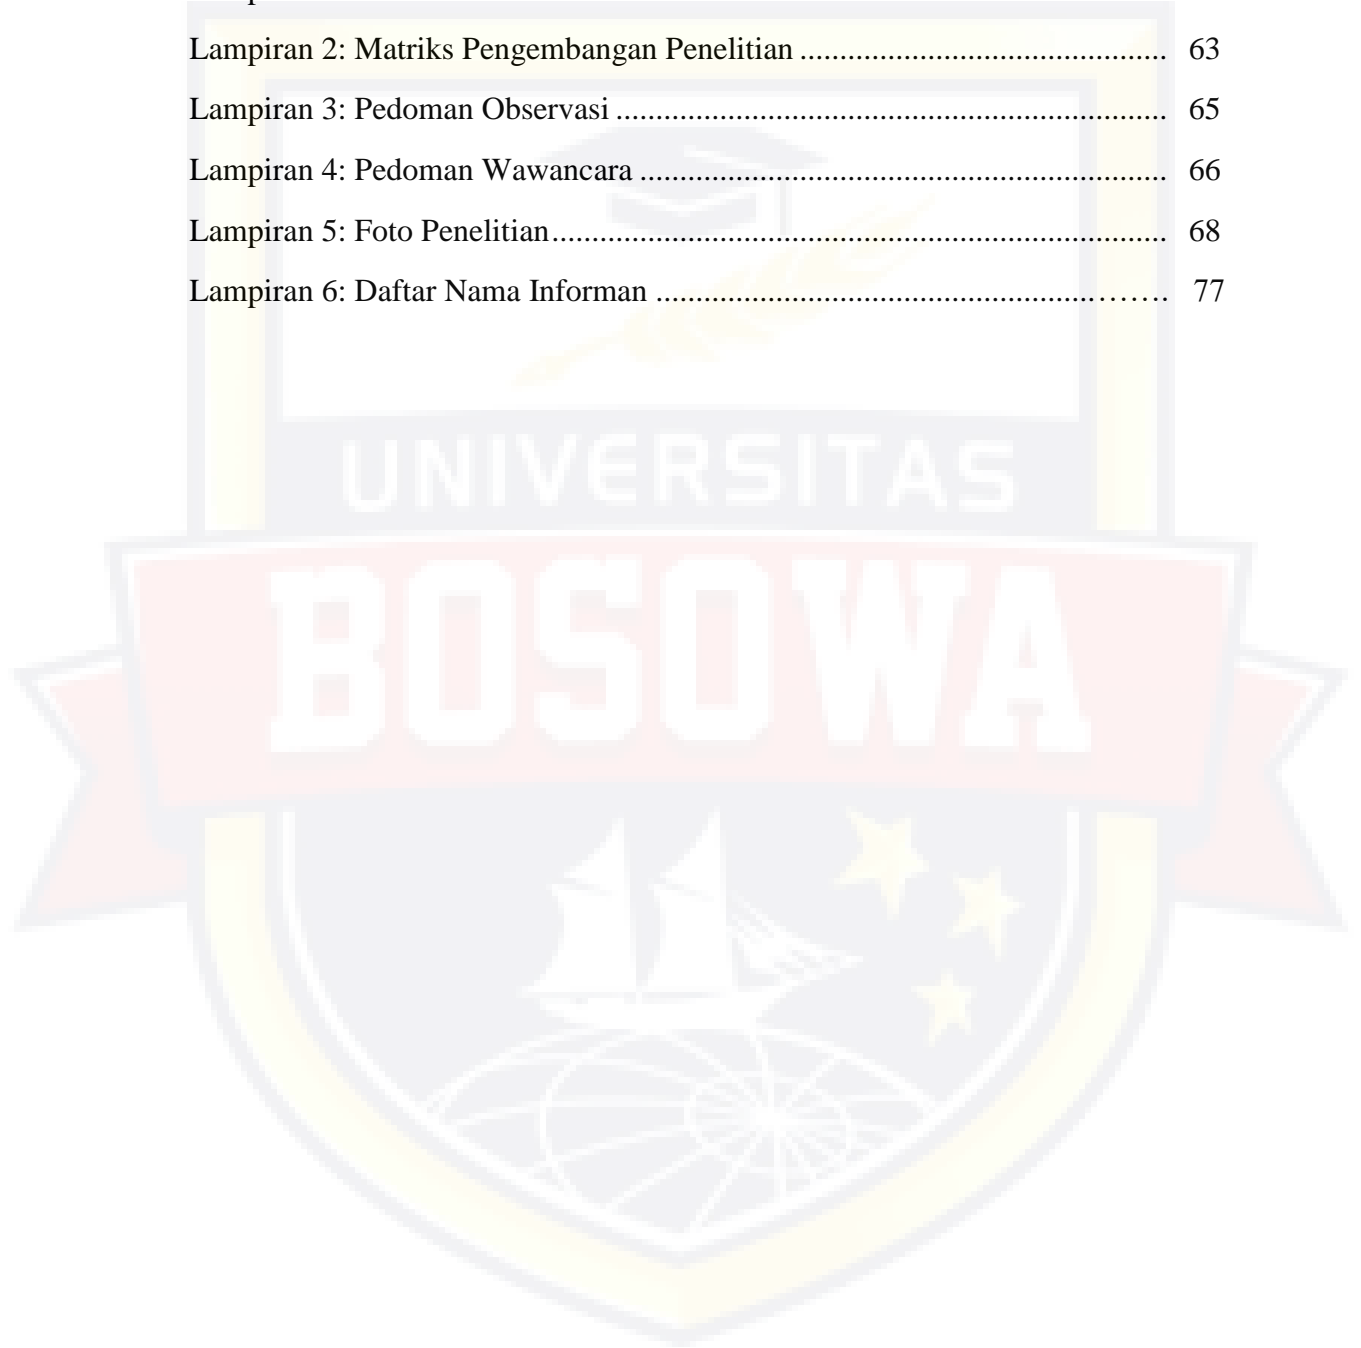 Lampiran 2: Matriks Pengembangan Penelitian .............................................. 63
Lampiran 3: Pedoman Observasi ..................................................................... 65
Lampiran 4: Pedoman Wawancara .................................................................. 66
Lampiran 5: Foto Penelitian............................................................................. 68
Lampiran 6: Daftar Nama Informan .......................................................……. 77
UNIVERSITAS
BOSOWA